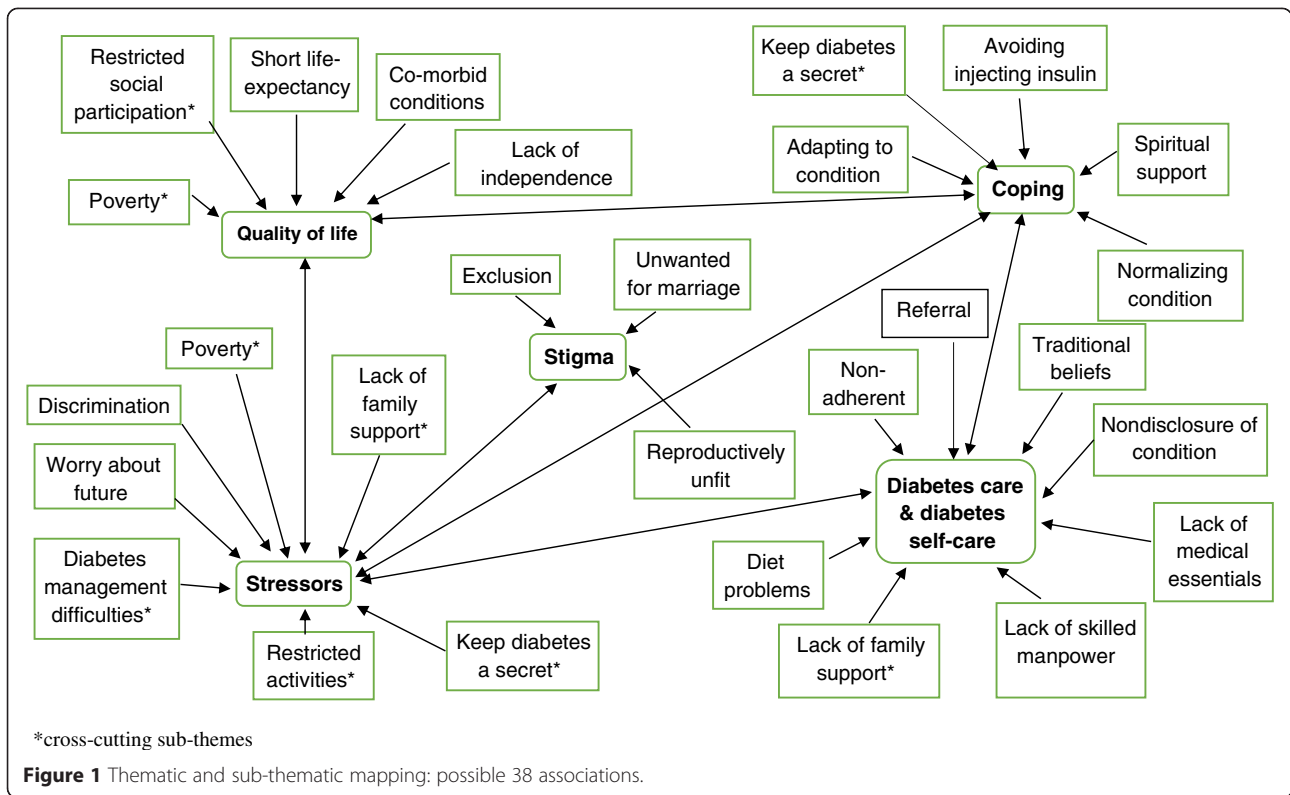 Restricted
social
participation*
Short life-
expectancy
Co-morbid
conditions
Lack of
independence
Poverty*
Quality of life
Keep diabetes
a secret*
Avoiding
injecting insulin
Adapting to
condition
Spiritual
support
Coping
Normalizing
condition
Exclusion
Unwanted
for marriage
Stigma
Reproductively
unfit
Referral
Traditional
beliefs
Non-
adherent
Nondisclosure of
condition
Diabetes care
& diabetes
self-care
Lack of
medical
essentials
Diet
problems
Lack of family
support*
Lack of skilled
manpower
Poverty*
Lack of
family
support*
Discrimination
Worry about
future
Diabetes
management
difficulties*
Stressors
Restricted
activities*
Keep diabetes
a secret*
*cross-cutting sub-themes
Figure 1 Thematic and sub-thematic mapping: possible 38 associations.